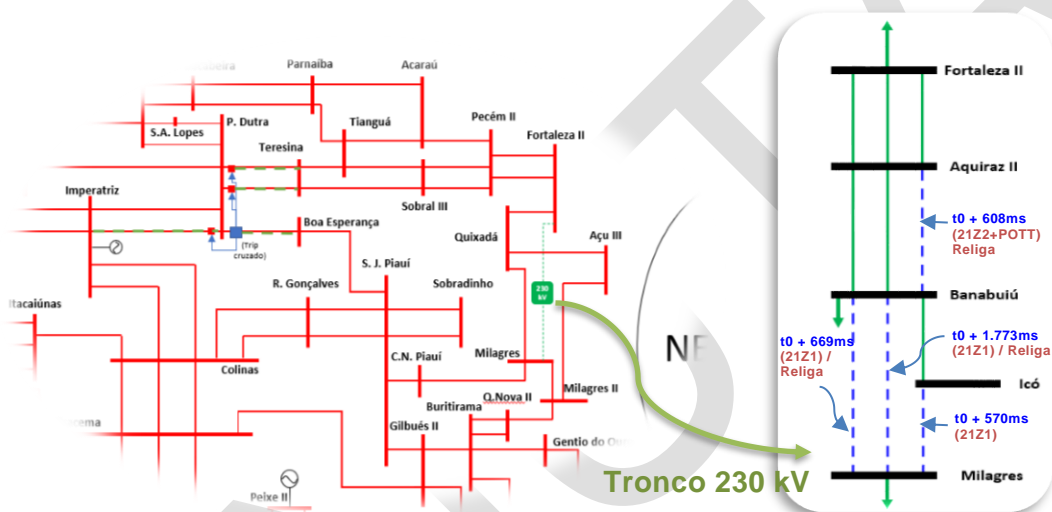 Parnaíba
Acaraú
S.A. Lopes
P. Dutra
Tianguá
Pecém II
Fortaleza II
Teresina
Imperatriz
Sobral III
Boa Esperança
(Trip
cruzado)
Quixadá
Açu III
S. J. Piauí
R. Gonçalves
Sobradinho
230
kV
Itacaiúnas
Milagres
C.N. Piauí
Colinas
Milagres II
Q.Nova II
Buritirama
Gilbués II
Gentio do
Peixe II
Tronco 230 kV
Fortaleza II
Aquiraz II
t0 + 608ms
(21Z2+POTT)
Religa
Banabuiú
t0 + 669ms
(21Z1) /
Religa
t0 + 1.773ms
(21Z1) / Religa
Icó
t0 + 570ms
(21Z1)
Milagres